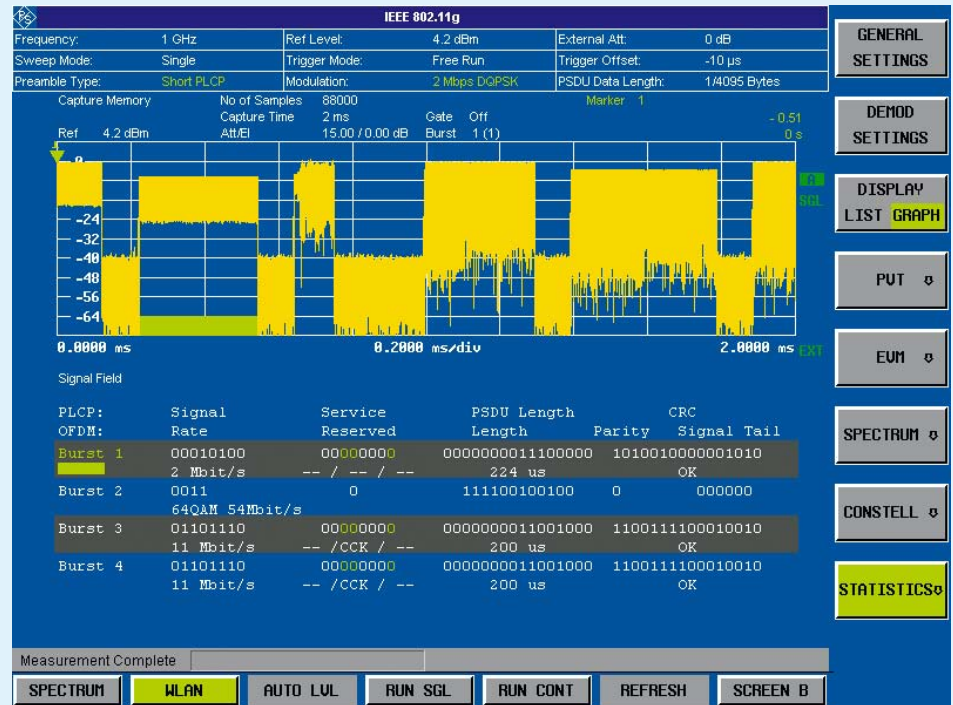 IEEE 802.11g
Frequency: 1 GHz Ref Level: 4.2 dBm External Att: 0 dB
Sweep Mode: Single Trigger Mode: Free Run Trigger Offset: -10 µs
Preamble Type: Short PLCP Modulation: 2 Mbps DQPSK PSDU Data Length: 1/4095 Bytes
Capture Memory No of Samples 88000 Marker 1
Capture Time 2 ms Gate Off - 0.51
Ref 4.2 dBm Att/El 15.00 / 0.00 dB Burst 1 (1) 0 s
A
SGL
-24
-32
-40
-48
-56
-64
0.0000 ms 0.2000 ms/div 2.0000 ms EXT
Signal Field
PLCP: Signal Service PSDU Length CRC
OFDM: Rate Reserved Length Parity Signal Tail
Burst 1 00010100 00000000 0000000011100000 1010010000001010
2 Mbit/s -- / -- / -- 224 us OK
Burst 2 0011 0 111100100100 0 000000
64QAM 54Mbit/s
Burst 3 01101110 00000000 0000000011001000 1100111100010010
11 Mbit/s -- /CCK / -- 200 us OK
Burst 4 01101110 00000000 0000000011001000 1100111100010010
11 Mbit/s -- /CCK / -- 200 us OK
Measurement Complete
SPECTRUM WLAN AUTO LVL RUN SGL RUN CONT REFRESH SCREEN B
GENERAL
SETTINGS
DEMOD
SETTINGS
DISPLAY
LIST GRAPH
PVT
EVM
SPECTRUM
CONSTELL
STATISTICS